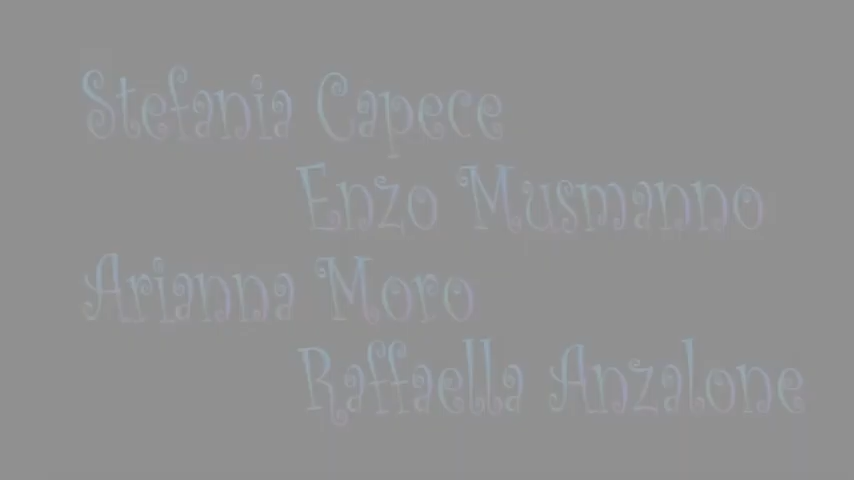 Stefania Capece
Enzo Musmanno
Arianna Moro
Raffaella Anzalone